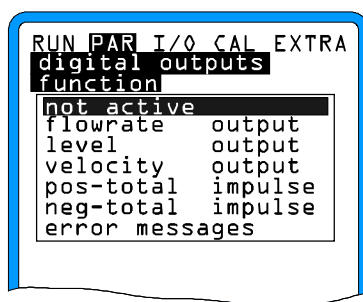 RUN PAR I/O CAL EXTRA
digital outputs
function
not active
flowrate output
level output
velocity output
pos-total impulse
neg-total impulse
error messages